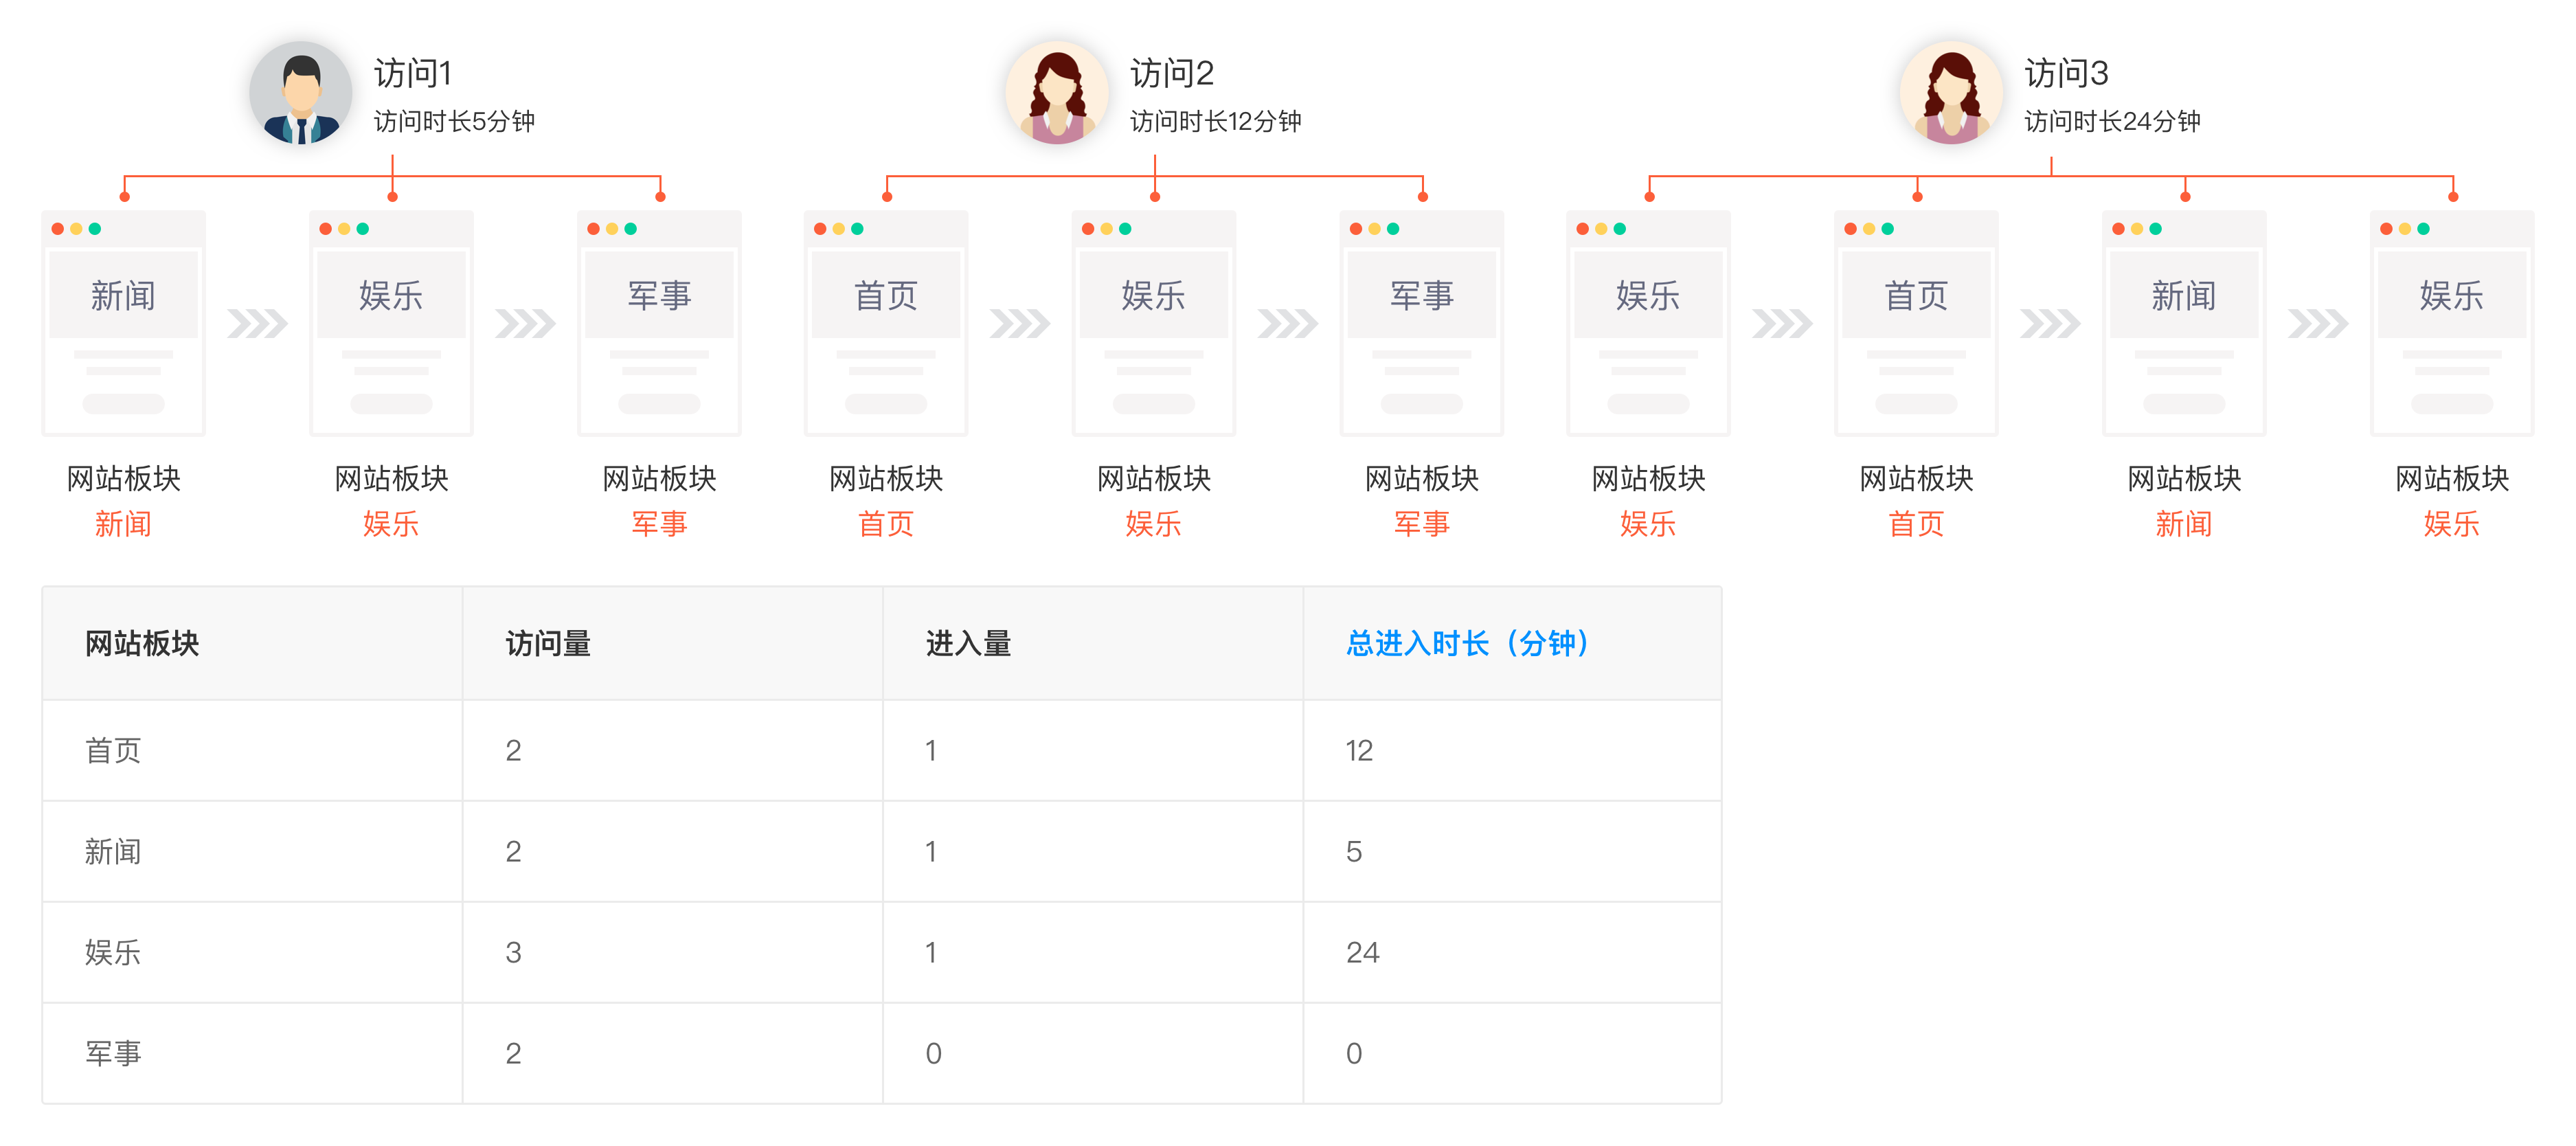 访问1
访问时长5分钟
访问2
访问时长12分钟
访问3
访问时长24分钟
新闻
娱乐
军事
首页
娱乐
军事
娱乐
首页
新闻
娱乐
网站板块
网站板块
网站板块
网站板块
网站板块
网站板块
网站板块
网站板块
网站板块
网站板块
新闻
娱乐
军事
首页
娱乐
军事
娱乐
首页
新闻
娱乐
网站板块 访问量 进入量 总进入时长（分钟）
首页 2 1 12
新闻 2 1 5
娱乐 3 1 24
军事 2 0 0